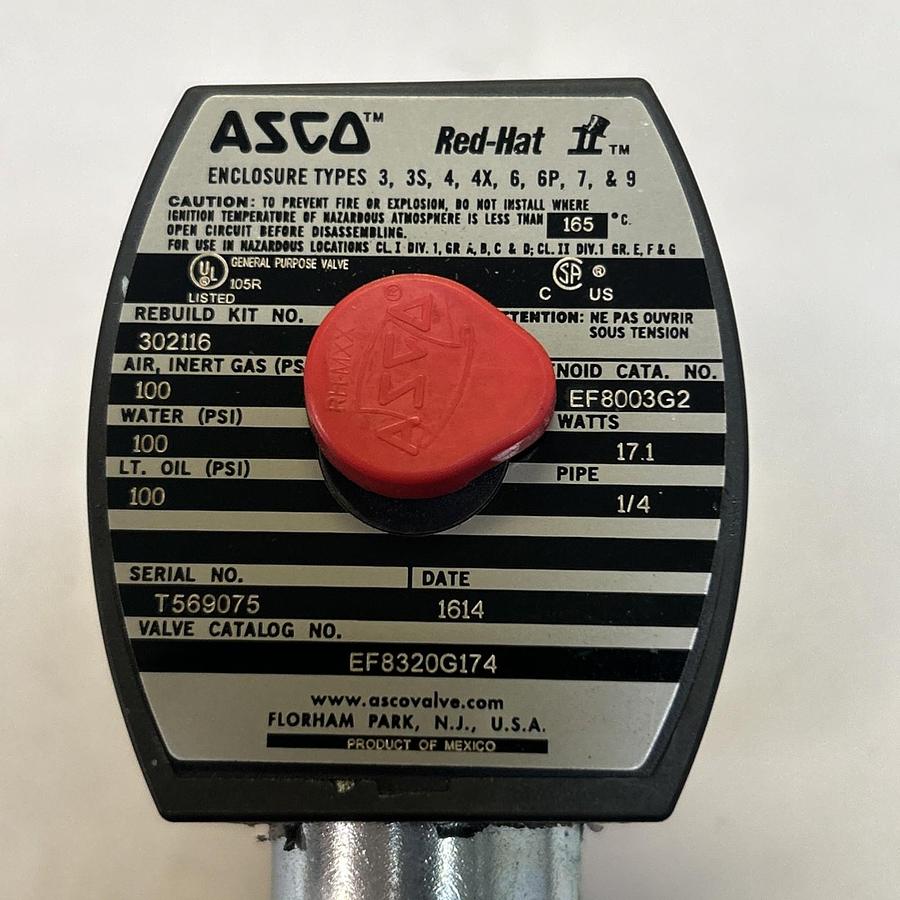 ASCO™ Red-Hat II™
ENCLOSURE TYPES 3, 3S, 4, 4X, 6, 6P, 7, & 9
CAUTION: TO PREVENT FIRE OR EXPLOSION, DO NOT INSTALL WHERE
IGNITION TEMPERATURE OF HAZARDOUS ATMOSPHERE IS LESS THAN 165 °C.
OPEN CIRCUIT BEFORE DISASSEMBLING.
FOR USE IN HAZARDOUS LOCATIONS CL.I DIV.1, GR A, B, C & D; CL.II DIV.1 GR. E, F & G
UL ® GENERAL PURPOSE VALVE
105R
LISTED
C SA ® US
REBUILD KIT NO.
302116
TENTION: NE PAS OUVRIR
SOUS TENSION
AIR, INERT GAS (PS
100
NOID CATA. NO.
EF8003G2
WATER (PSI)
100
WATTS
17.1
LT. OIL (PSI)
100
PIPE
1/4
ASCO®
RH-MXX
SERIAL NO. DATE
T569075 1614
VALVE CATALOG NO.
EF8320G174
www.ascovalve.com
FLORHAM PARK, N.J., U.S.A.
PRODUCT OF MEXICO